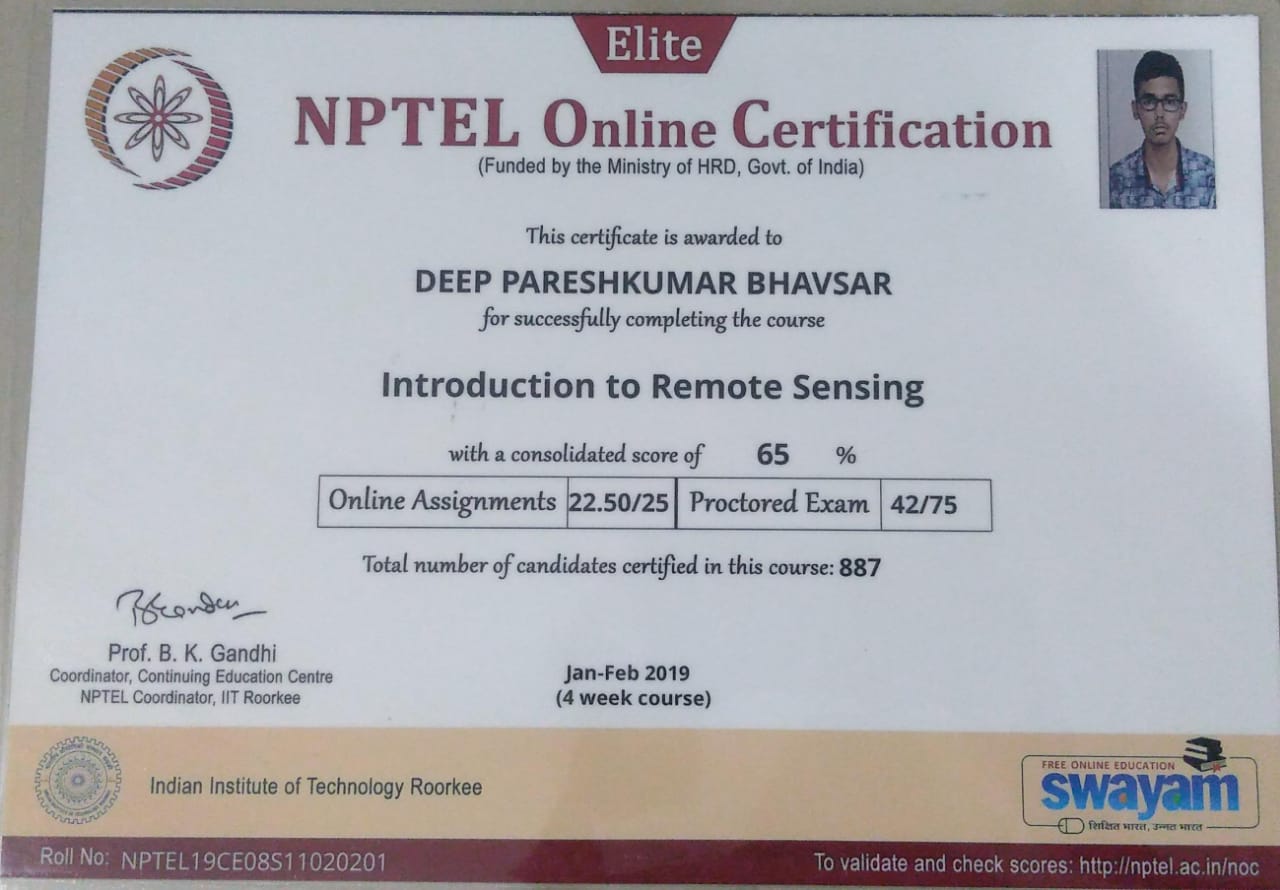 Elite
NPTEL Online Certification
(Funded by the Ministry of HRD, Govt. of India)
This certificate is awarded to
DEEP PARESHKUMAR BHAVSAR
for successfully completing the course
Introduction to Remote Sensing
with a consolidated score of 65 %
Online Assignments 22.50/25 Proctored Exam 42/75
Total number of candidates certified in this course: 887
Prof. B. K. Gandhi
Coordinator, Continuing Education Centre
NPTEL Coordinator, IIT Roorkee
Jan-Feb 2019
(4 week course)
Indian Institute of Technology Roorkee
FREE ONLINE EDUCATION
swayam
शिक्षित भारत, उन्नत भारत
Roll No: NPTEL19CE08S11020201
To validate and check scores: http://nptel.ac.in/noc